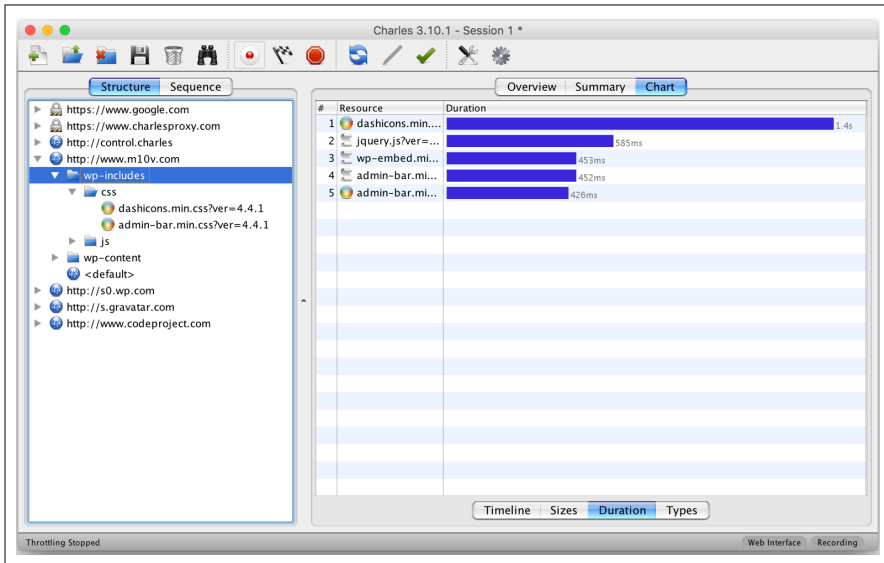 Charles 3.10.1 - Session 1 *
Structure Sequence
Overview Summary Chart
https://www.google.com
https://www.charlesproxy.com
http://control.charles
http://www.m10v.com
wp-includes
css
dashicons.min.css?ver=4.4.1
admin-bar.min.css?ver=4.4.1
js
wp-content
<default>
http://s0.wp.com
http://s.gravatar.com
http://www.codeproject.com
# Resource Duration
1 dashicons.min.... 1.4s
2 jquery.js?ver=... 585ms
3 wp-embed.mi... 453ms
4 admin-bar.mi... 452ms
5 admin-bar.mi... 426ms
Timeline Sizes Duration Types
Throttling Stopped
Web Interface Recording